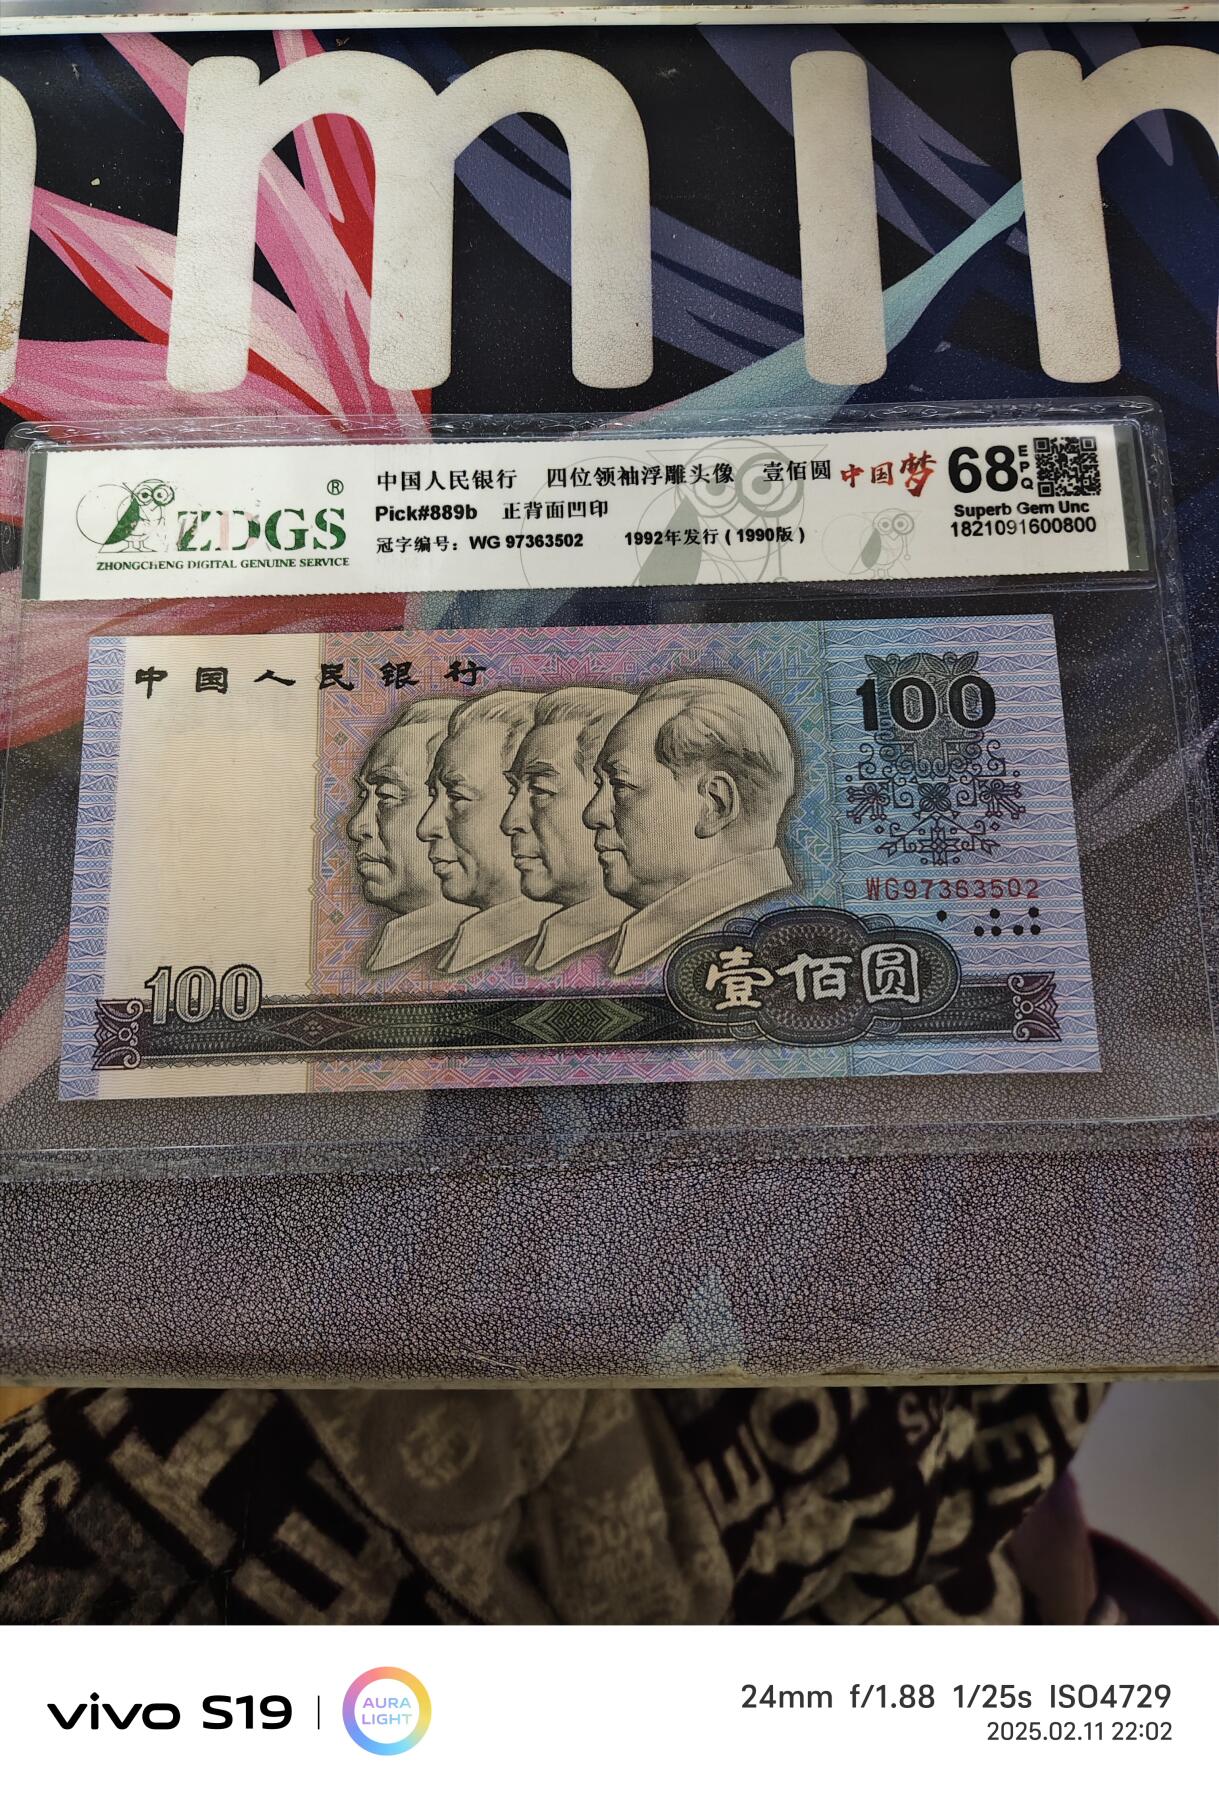 min
ZDGS®
ZHONGCHENG DIGITAL GENUINE SERVICE
中国人民银行 四位领袖浮雕头像 壹佰圆
Pick#889b 正背面凹印
冠字编号：WG 97363502 1992年发行（1990版）
中国梦
68 EPQ
Superb Gem Unc
1821091600800
中国人民银行
100
WG97363502
100
壹佰圆
vivo S19
AURA
LIGHT
24mm f/1.88 1/25s ISO4729
2025.02.11 22:02